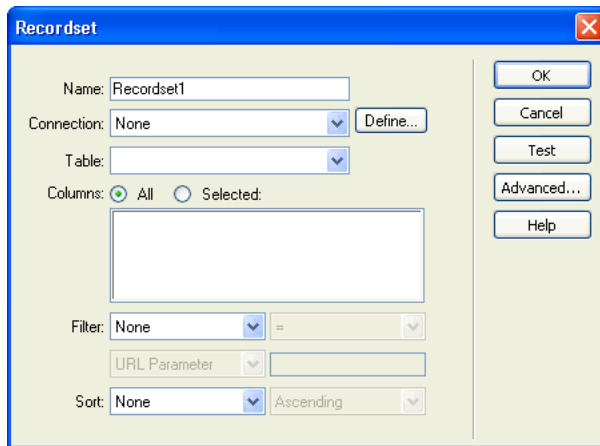 Recordset
Name: Recordset1
Connection: None Define...
Table:
Columns: All Selected:
Filter: None =
URL Parameter
Sort: None Ascending
OK
Cancel
Test
Advanced...
Help